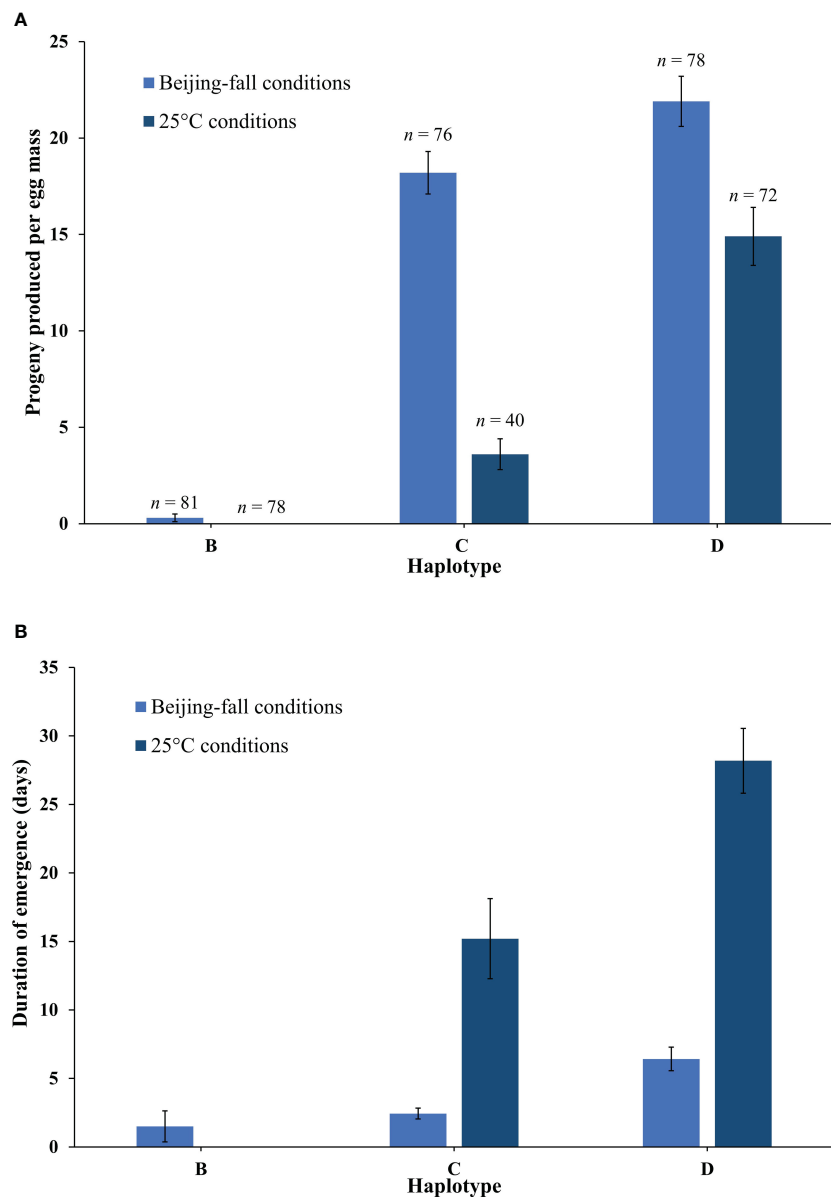 A
25
20
15
10
5
0
Progeny produced per egg mass
Beijing-fall conditions
25°C conditions
n = 81
n = 78
n = 76
n = 40
n = 78
n = 72
B
C
D
Haplotype
B
35
30
25
20
15
10
5
0
Duration of emergence (days)
Beijing-fall conditions
25°C conditions
B
C
D
Haplotype